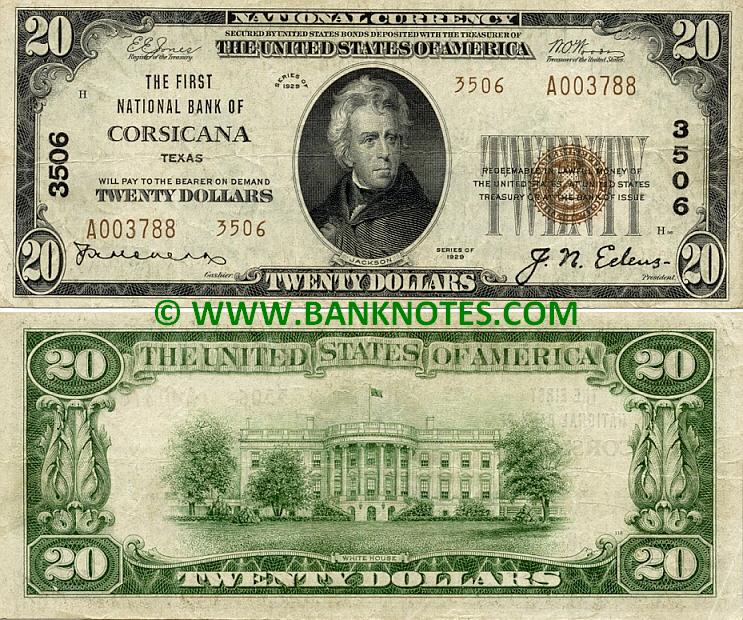 NATIONAL CURRENCY
SECURED BY UNITED STATES BONDS DEPOSITED WITH THE TREASURER OF
THE UNITED STATES OF AMERICA
20
20
E.E. Jones
Register of the Treasury
W.O. Woods
Treasurer of the United States
H
THE FIRST
NATIONAL BANK OF
CORSICANA
TEXAS
SERIES OF
1929
3506 A003788
3506
3506
WILL PAY TO THE BEARER ON DEMAND
TWENTY DOLLARS
REDEEMABLE IN LAWFUL MONEY OF
THE UNITED STATES AT UNITED STATES
TREASURY OR AT THE BANK OF ISSUE
TWENTY
A003788 3506
H
Cashier
JACKSON
SERIES OF
1929
J. N. Edens
President
20
TWENTY DOLLARS
20
© WWW.BANKNOTES.COM
20
THE UNITED STATES OF AMERICA
20
WHITE HOUSE
20
TWENTY DOLLARS
20